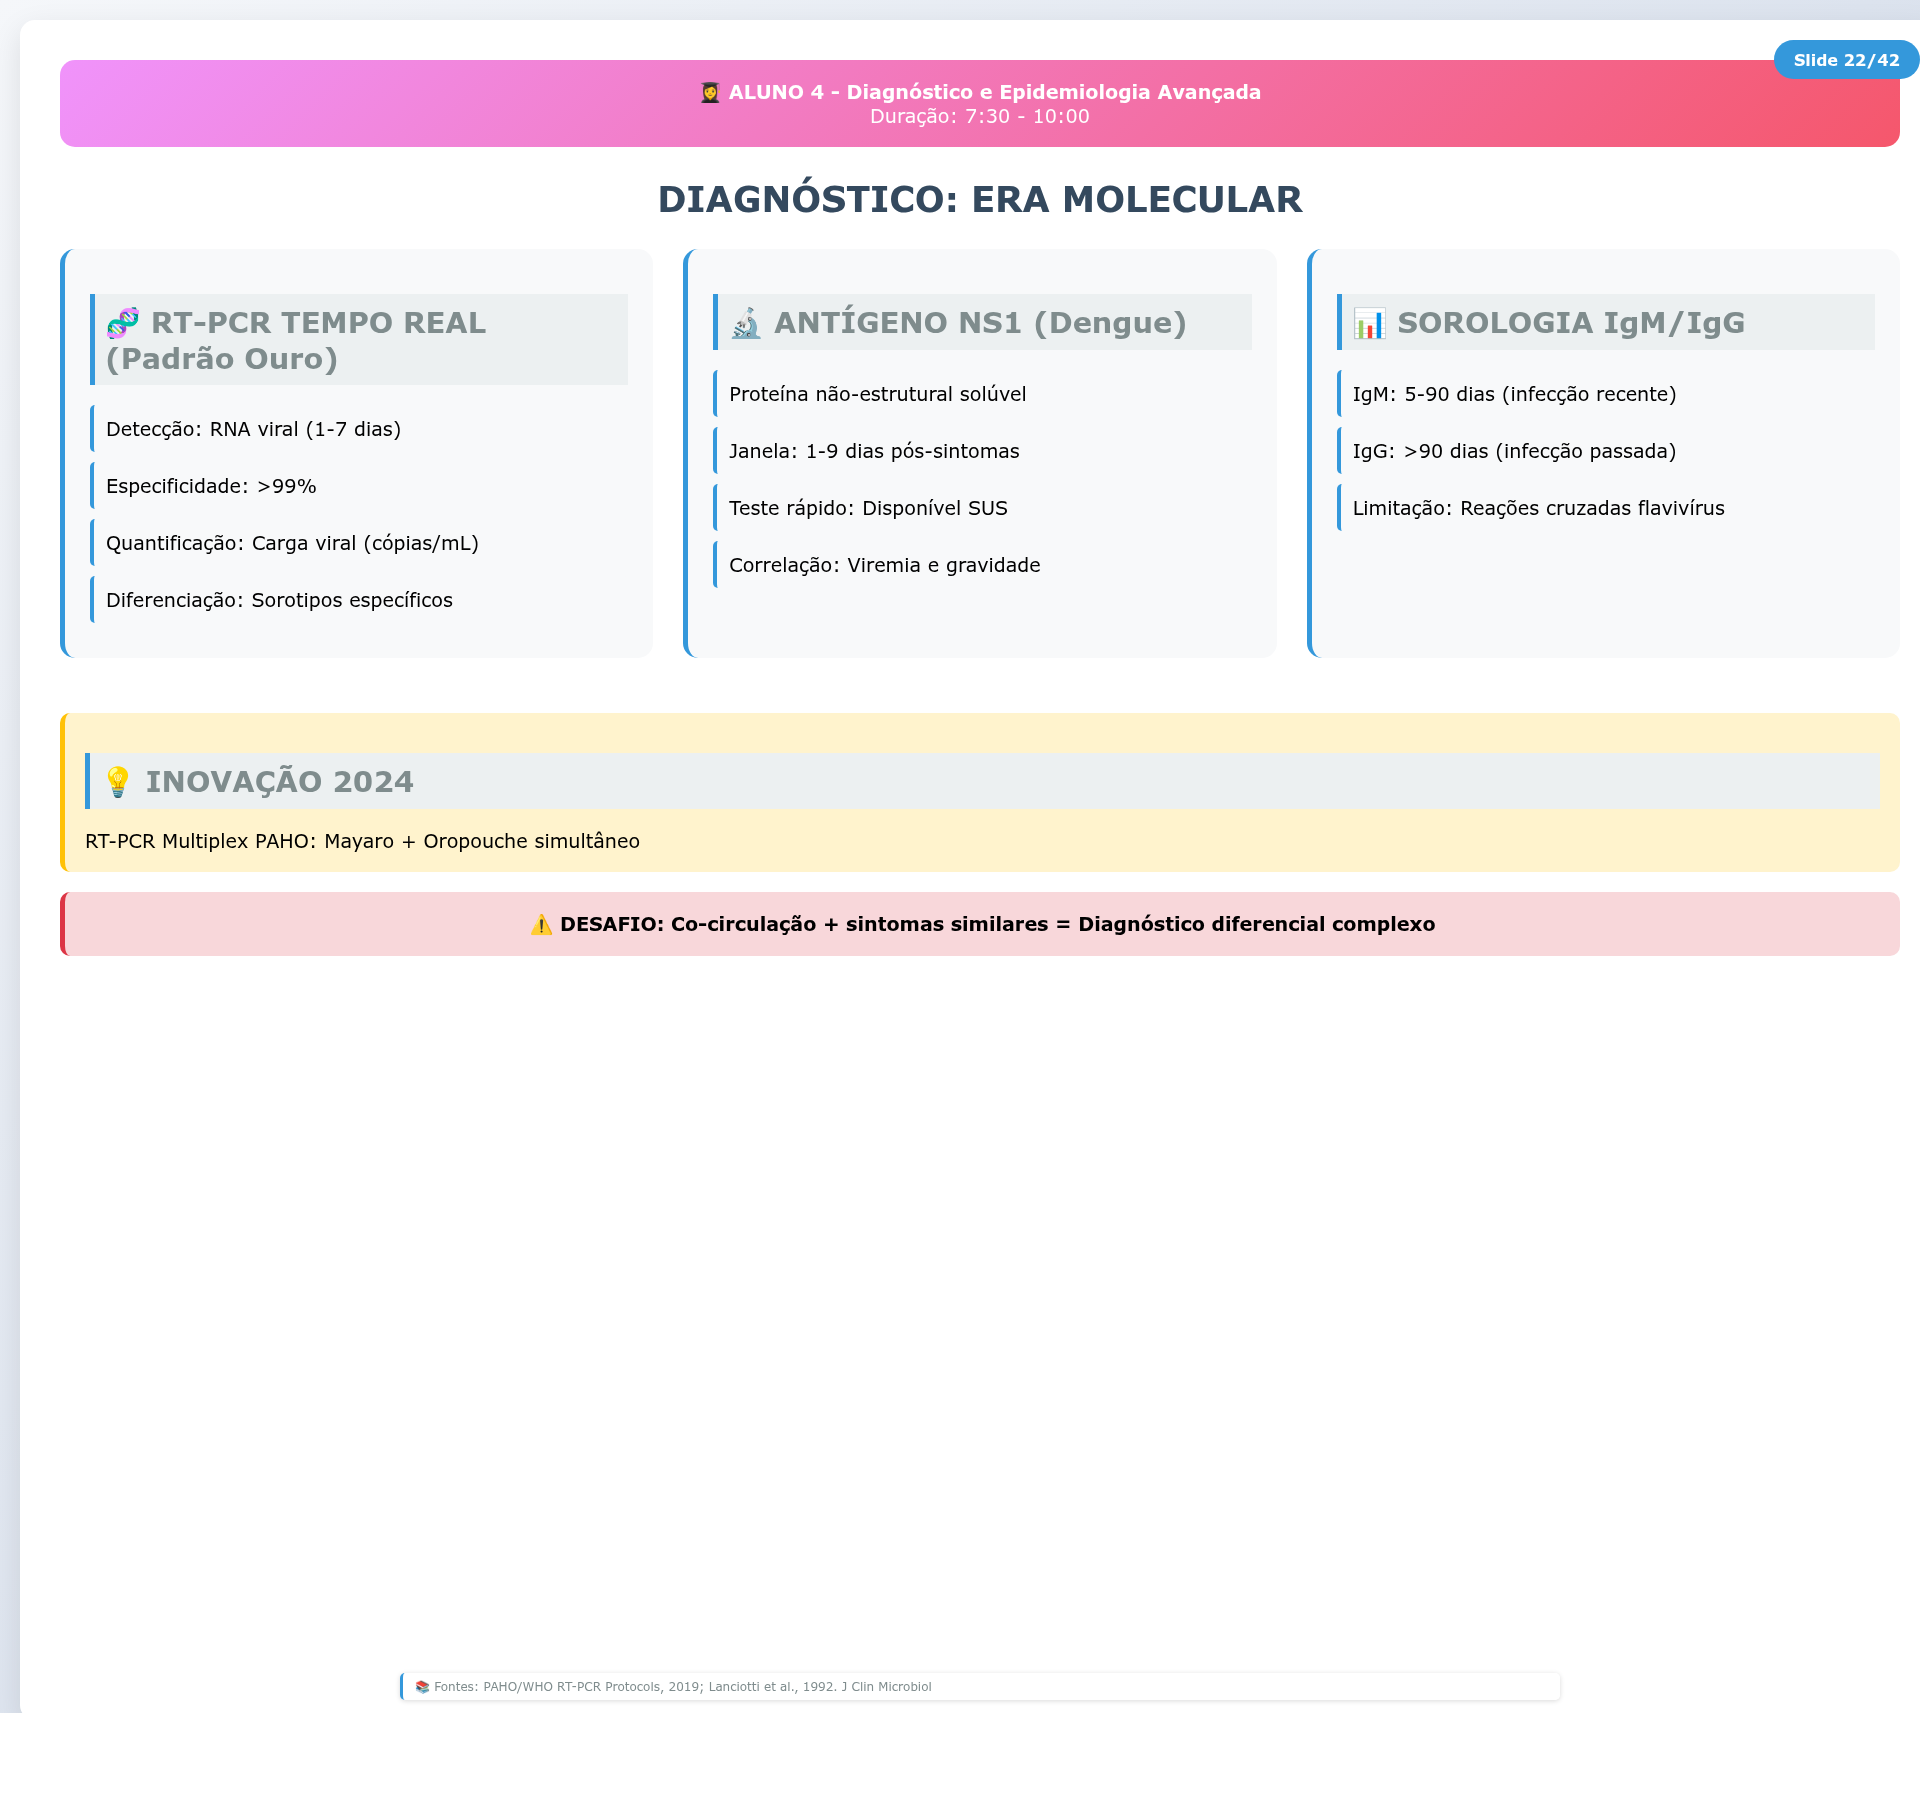 Slide 22/42
👩‍🎓 ALUNO 4 - Diagnóstico e Epidemiologia Avançada
Duração: 7:30 - 10:00
DIAGNÓSTICO: ERA MOLECULAR
🧬 RT-PCR TEMPO REAL
(Padrão Ouro)
Detecção: RNA viral (1-7 dias)
Especificidade: >99%
Quantificação: Carga viral (cópias/mL)
Diferenciação: Sorotipos específicos
🔬 ANTÍGENO NS1 (Dengue)
Proteína não-estrutural solúvel
Janela: 1-9 dias pós-sintomas
Teste rápido: Disponível SUS
Correlação: Viremia e gravidade
📊 SOROLOGIA IgM/IgG
IgM: 5-90 dias (infecção recente)
IgG: >90 dias (infecção passada)
Limitação: Reações cruzadas flavivírus
💡 INOVAÇÃO 2024
RT-PCR Multiplex PAHO: Mayaro + Oropouche simultâneo
⚠️ DESAFIO: Co-circulação + sintomas similares = Diagnóstico diferencial complexo
📚 Fontes: PAHO/WHO RT-PCR Protocols, 2019; Lanciotti et al., 1992. J Clin Microbiol